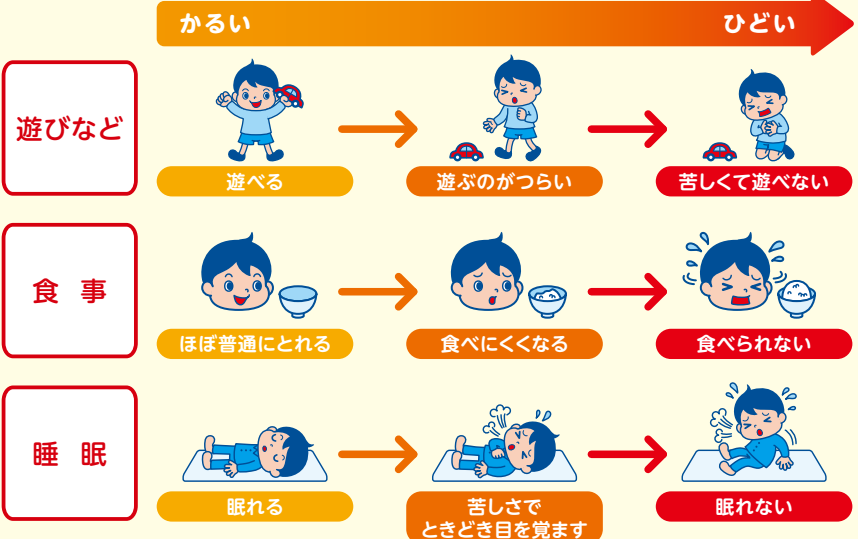 かるい ひどい
遊びなど
遊べる 遊ぶのがつらい 苦しくて遊べない
食 事
ほぼ普通にとれる 食べにくくなる 食べられない
睡 眠
眠れる 苦しさで 眠れない
ときどき目を覚ます